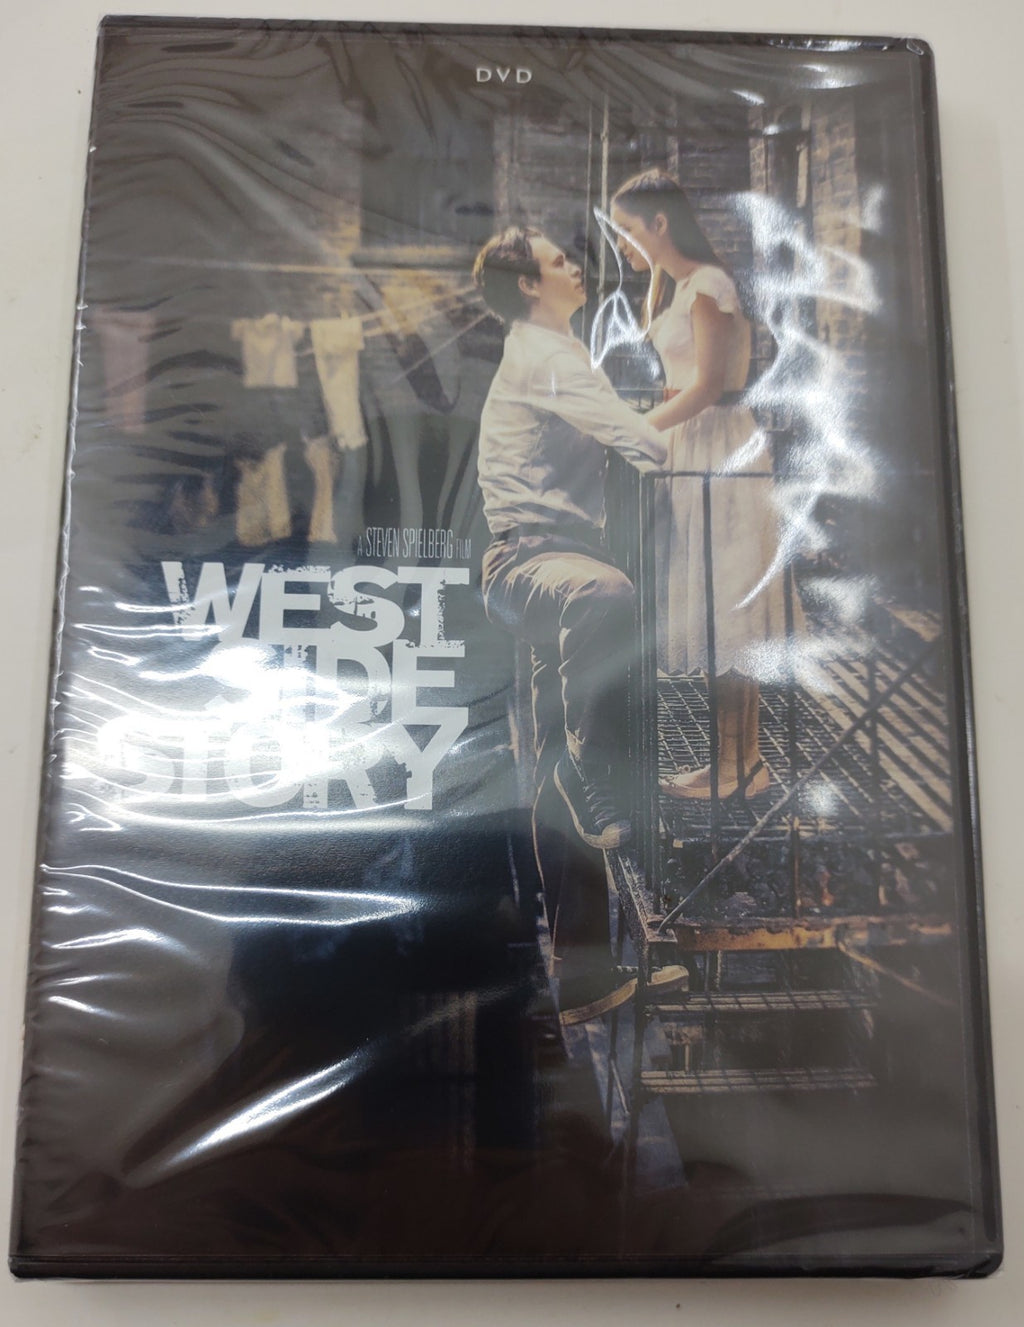 DVD
A STEVEN SPIELBERG FILM
WEST
SIDE
STORY